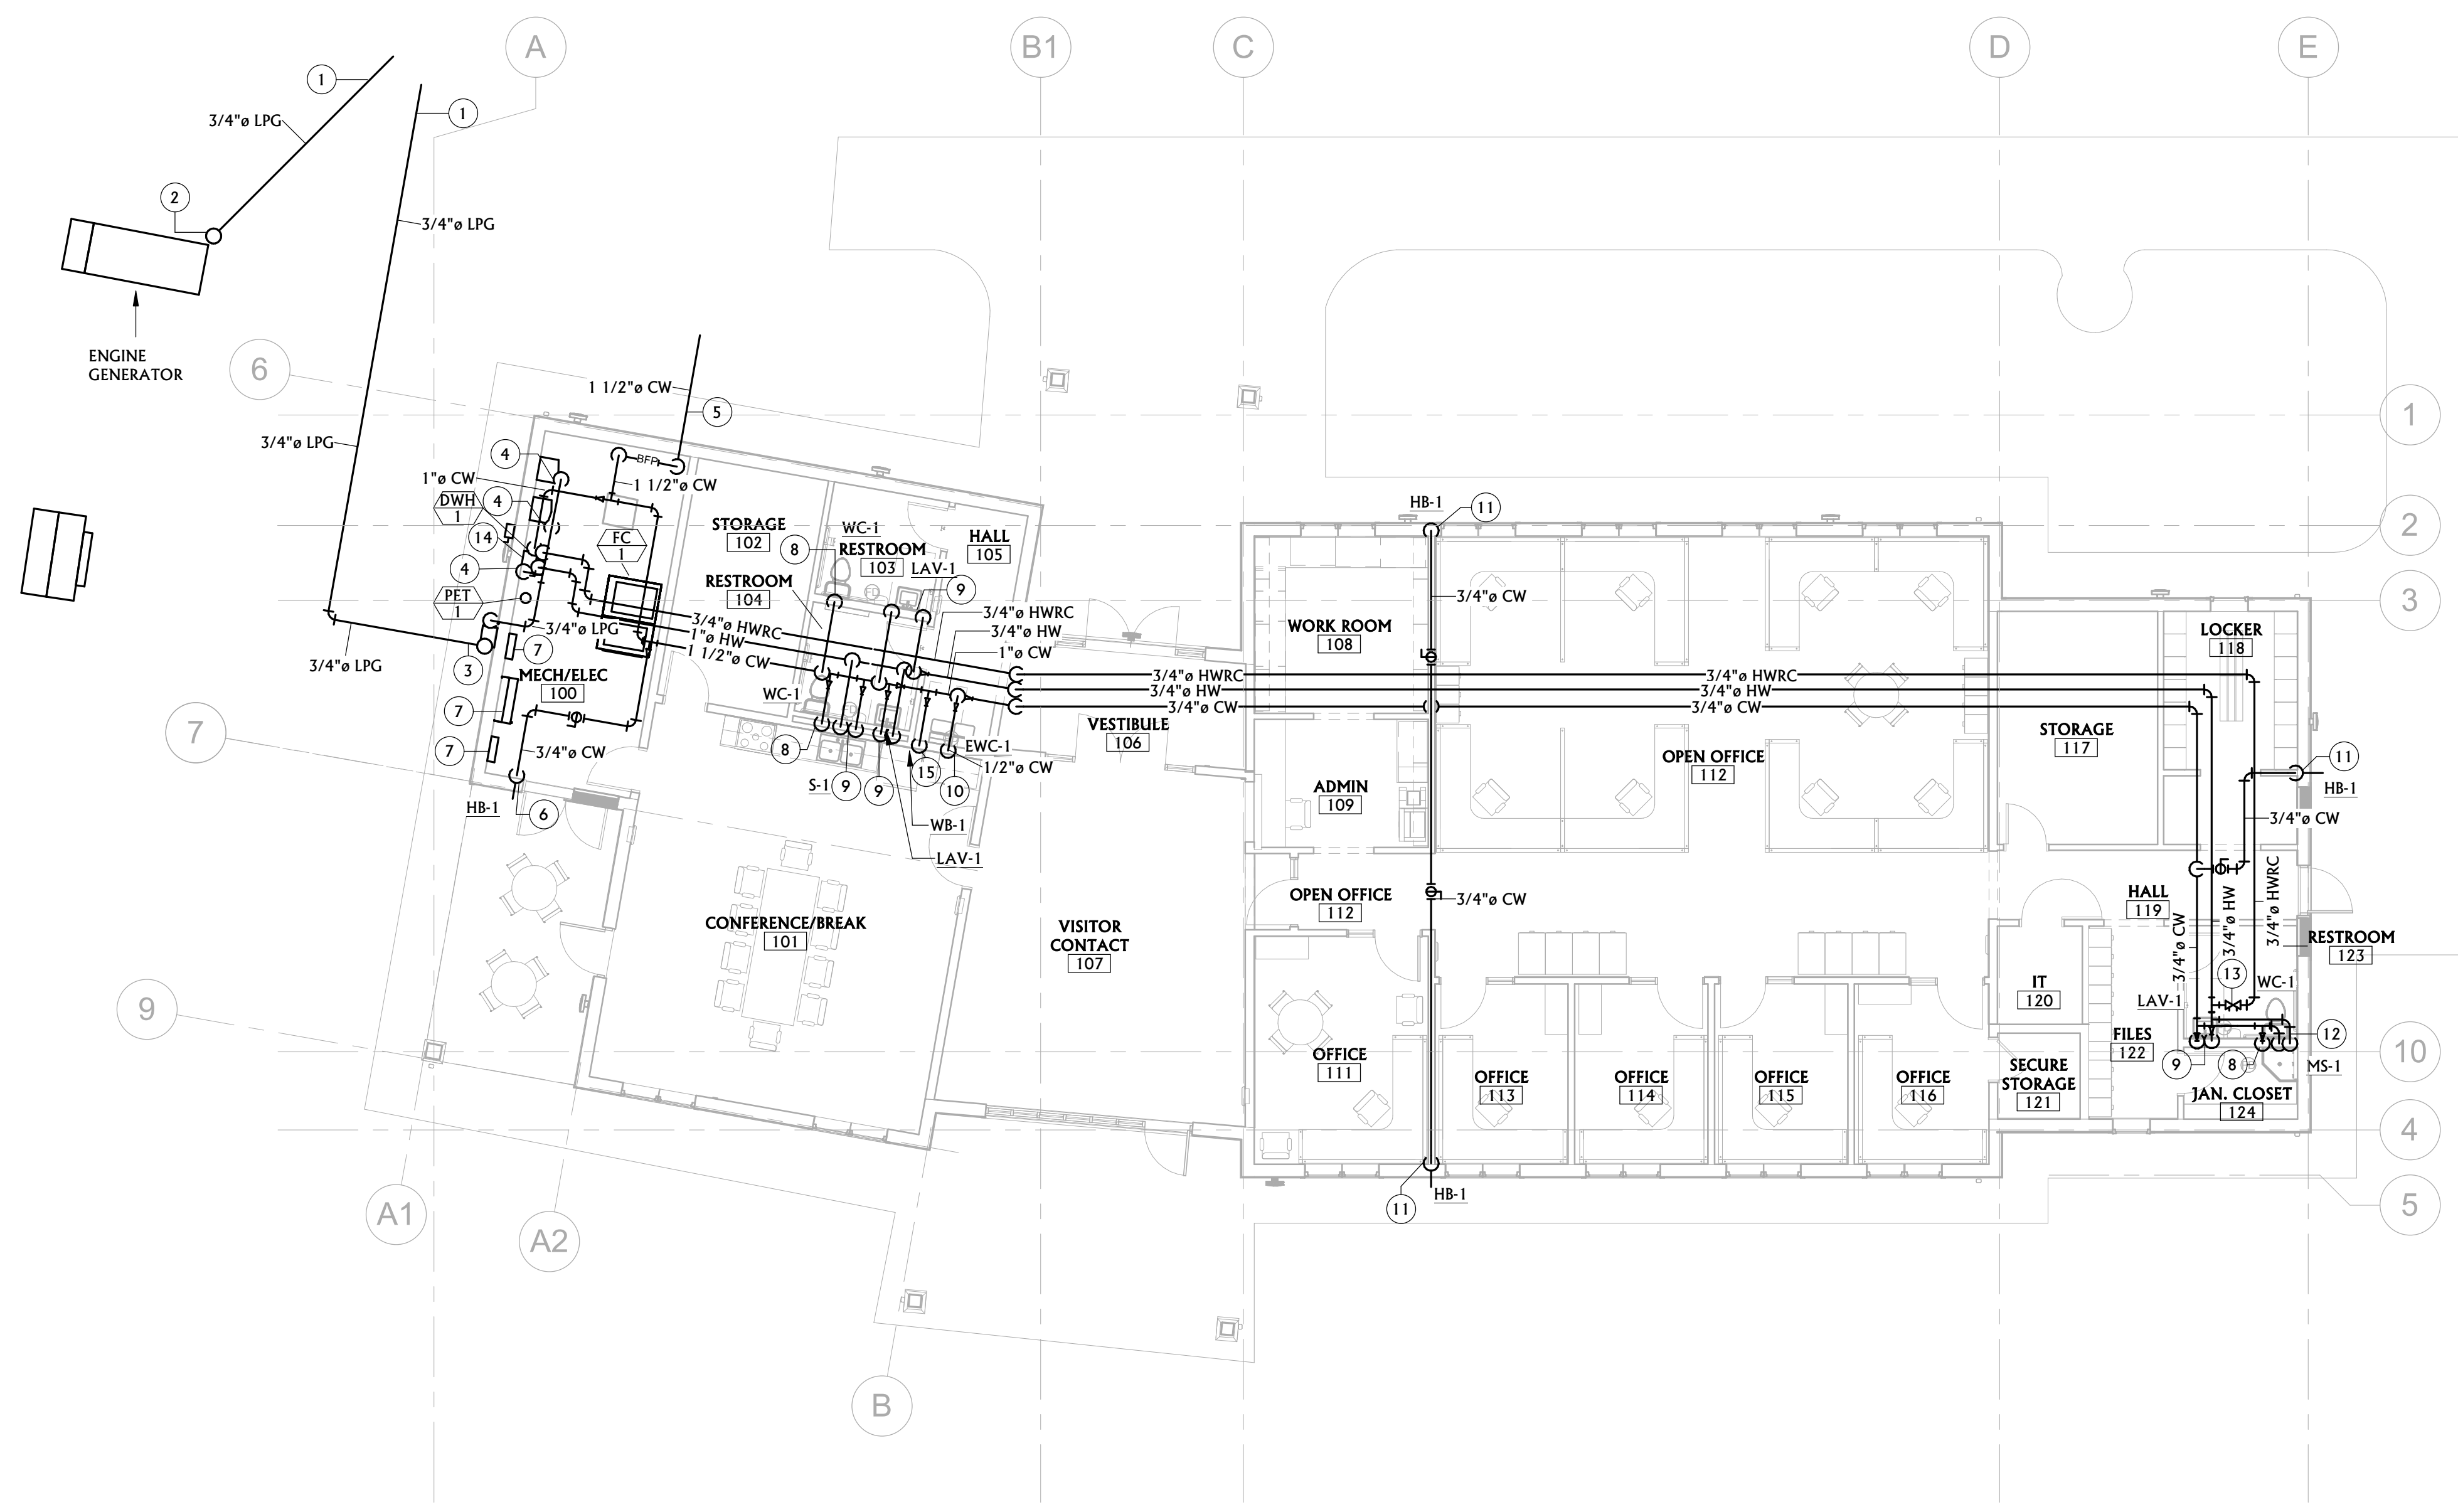 A
B1
C
D
E
1
3/4"ø LPG
1
2
3/4"ø LPG
ENGINE
GENERATOR
6
1 1/2"ø CW
5
1
3/4"ø LPG
4
BFP
1"ø CW
1 1/2"ø CW
DWH
1
4
14
4
FC
1
PET
1
3/4"ø LPG
3/4"ø LPG
3
7
MECH/ELEC
100
7
7
7
3/4"ø CW
HB-1
6
STORAGE
102
WC-1
8
RESTROOM
103
HALL
105
LAV-1
9
RESTROOM
104
3/4"ø HWRC
1"ø HW
1 1/2"ø CW
3/4"ø HWRC
3/4"ø HW
1"ø CW
FD
WC-1
8
S-1
9
9
15
10
EWC-1
1/2"ø CW
WB-1
LAV-1
VESTIBULE
106
CONFERENCE/BREAK
101
VISITOR
CONTACT
107
HB-1
11
2
3/4"ø CW
WORK ROOM
108
3
LOCKER
118
3/4"ø HWRC
3/4"ø HW
3/4"ø CW
3/4"ø HWRC
3/4"ø HW
3/4"ø CW
ADMIN
109
OPEN OFFICE
112
STORAGE
117
11
HB-1
3/4"ø CW
OPEN OFFICE
112
3/4"ø CW
HALL
119
3/4"ø CW
3/4"ø HW
3/4"ø HWRC
RESTROOM
123
9
13
WC-1
LAV-1
IT
120
12
OFFICE
111
OFFICE
113
OFFICE
114
OFFICE
115
OFFICE
116
SECURE
STORAGE
121
FILES
122
9
8
MS-1
JAN. CLOSET
124
10
4
11
HB-1
5
A1
A2
B